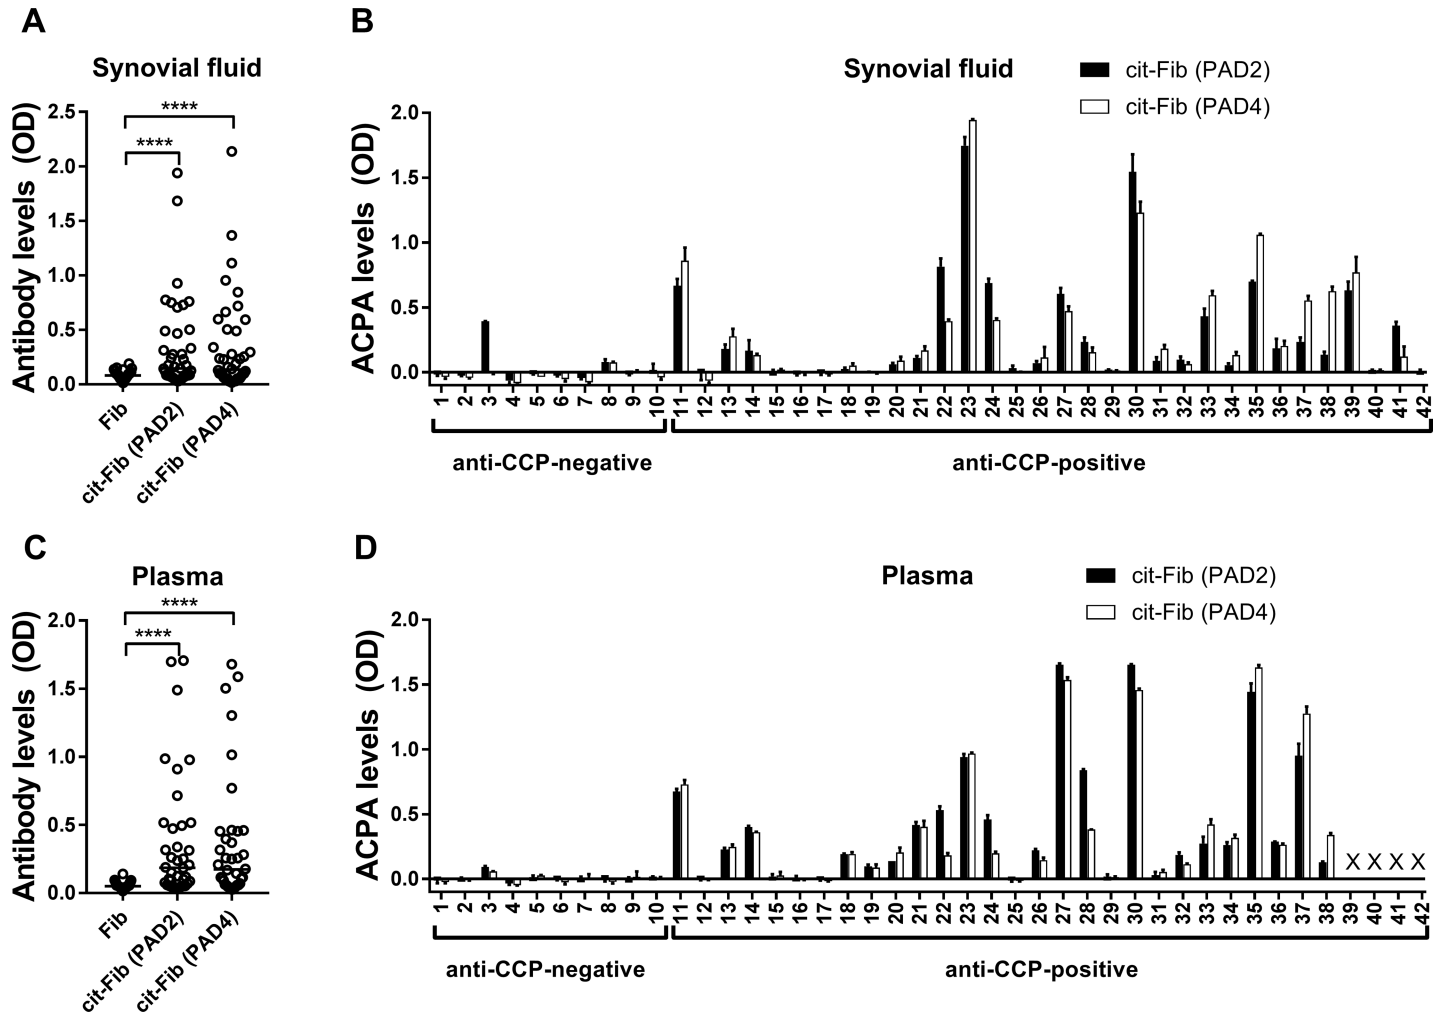 A
Synovial fluid
Antibody levels (OD)
2.5
2.0
1.5
1.0
0.5
0.0
****
****
Fib
cit-Fib (PAD2)
cit-Fib (PAD4)
B
Synovial fluid
cit-Fib (PAD2)
cit-Fib (PAD4)
ACPA levels (OD)
2.0
1.5
1.0
0.5
0.0
1 2 3 4 5 6 7 8 9 10 11 12 13 14 15 16 17 18 19 20 21 22 23 24 25 26 27 28 29 30 31 32 33 34 35 36 37 38 39 40 41 42
anti-CCP-negative
anti-CCP-positive
C
Plasma
Antibody levels (OD)
2.0
1.5
1.0
0.5
0.0
****
****
Fib
cit-Fib (PAD2)
cit-Fib (PAD4)
D
Plasma
cit-Fib (PAD2)
cit-Fib (PAD4)
ACPA levels (OD)
2.0
1.5
1.0
0.5
0.0
X X X X
1 2 3 4 5 6 7 8 9 10 11 12 13 14 15 16 17 18 19 20 21 22 23 24 25 26 27 28 29 30 31 32 33 34 35 36 37 38 39 40 41 42
anti-CCP-negative
anti-CCP-positive